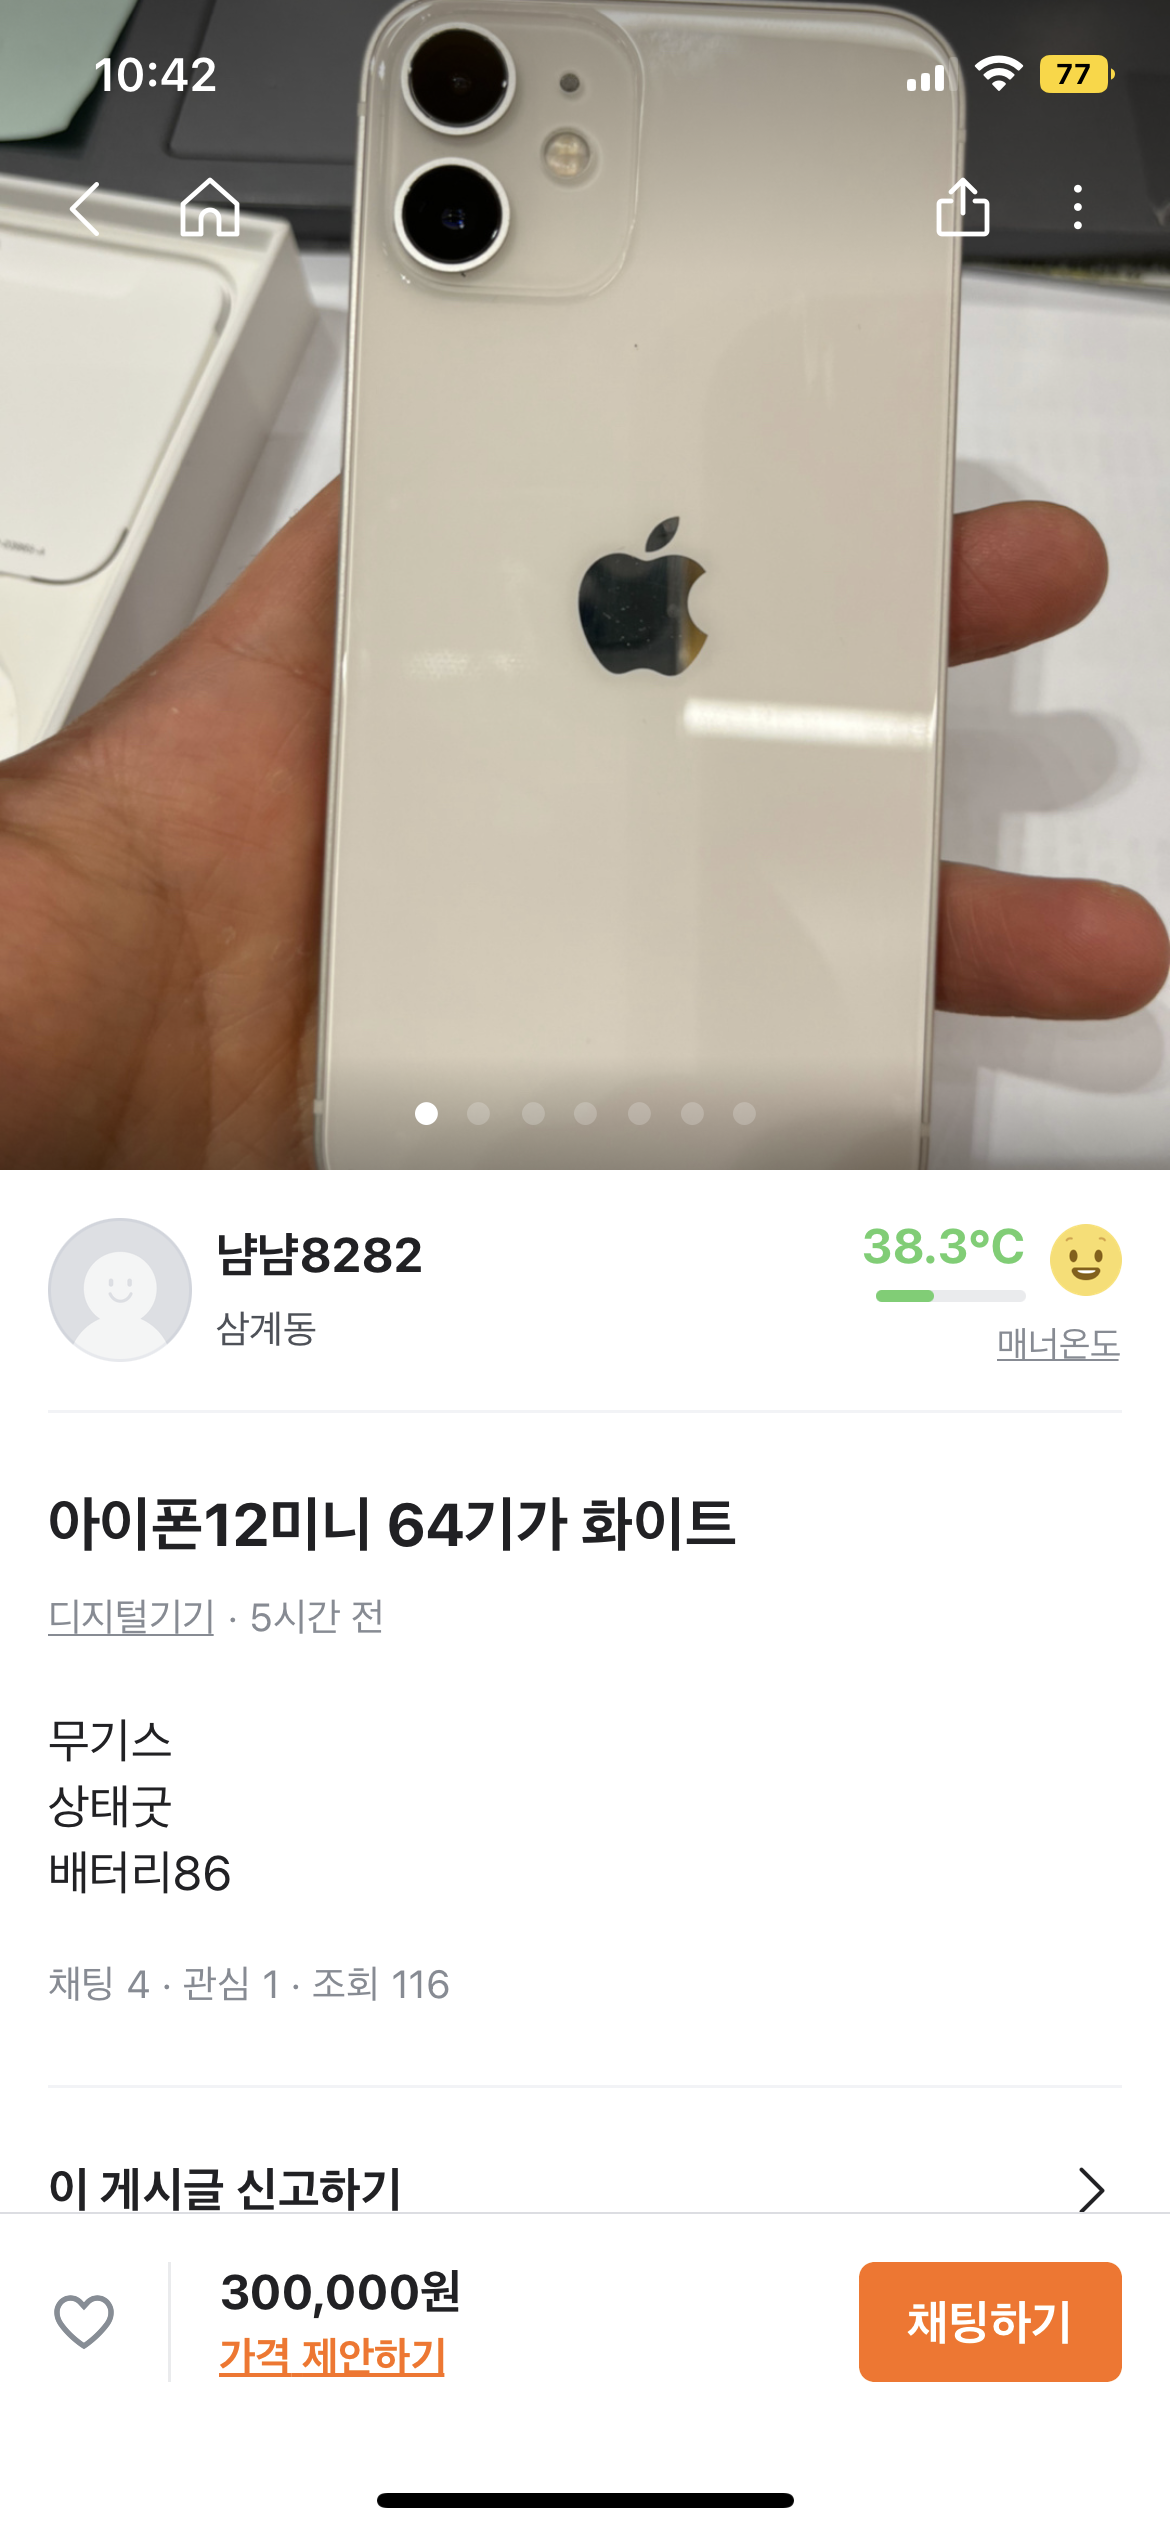 10:42
77
냠냠8282
38.3°C
삼계동
매너온도
아이폰12미니 64기가 화이트
디지털기기 · 5시간 전
무기스
상태굿
배터리86
채팅 4 · 관심 1 · 조회 116
이 게시글 신고하기
300,000원
가격 제안하기
채팅하기